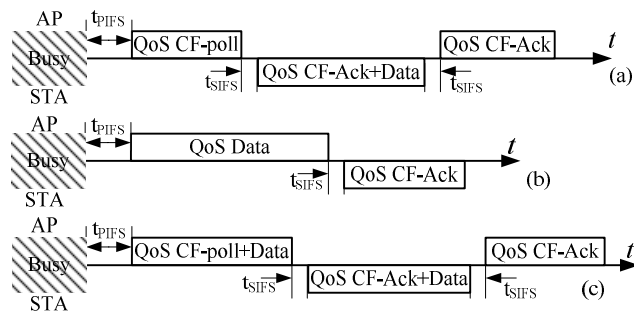 AP t_PIFS QoS CF-poll QoS CF-Ack t
Busy
STA t_SIFS QoS CF-Ack+Data t_SIFS (a)
AP t_PIFS QoS Data t
Busy
STA t_SIFS QoS CF-Ack (b)
AP t_PIFS QoS CF-poll+Data QoS CF-Ack t
Busy
STA t_SIFS QoS CF-Ack+Data t_SIFS (c)